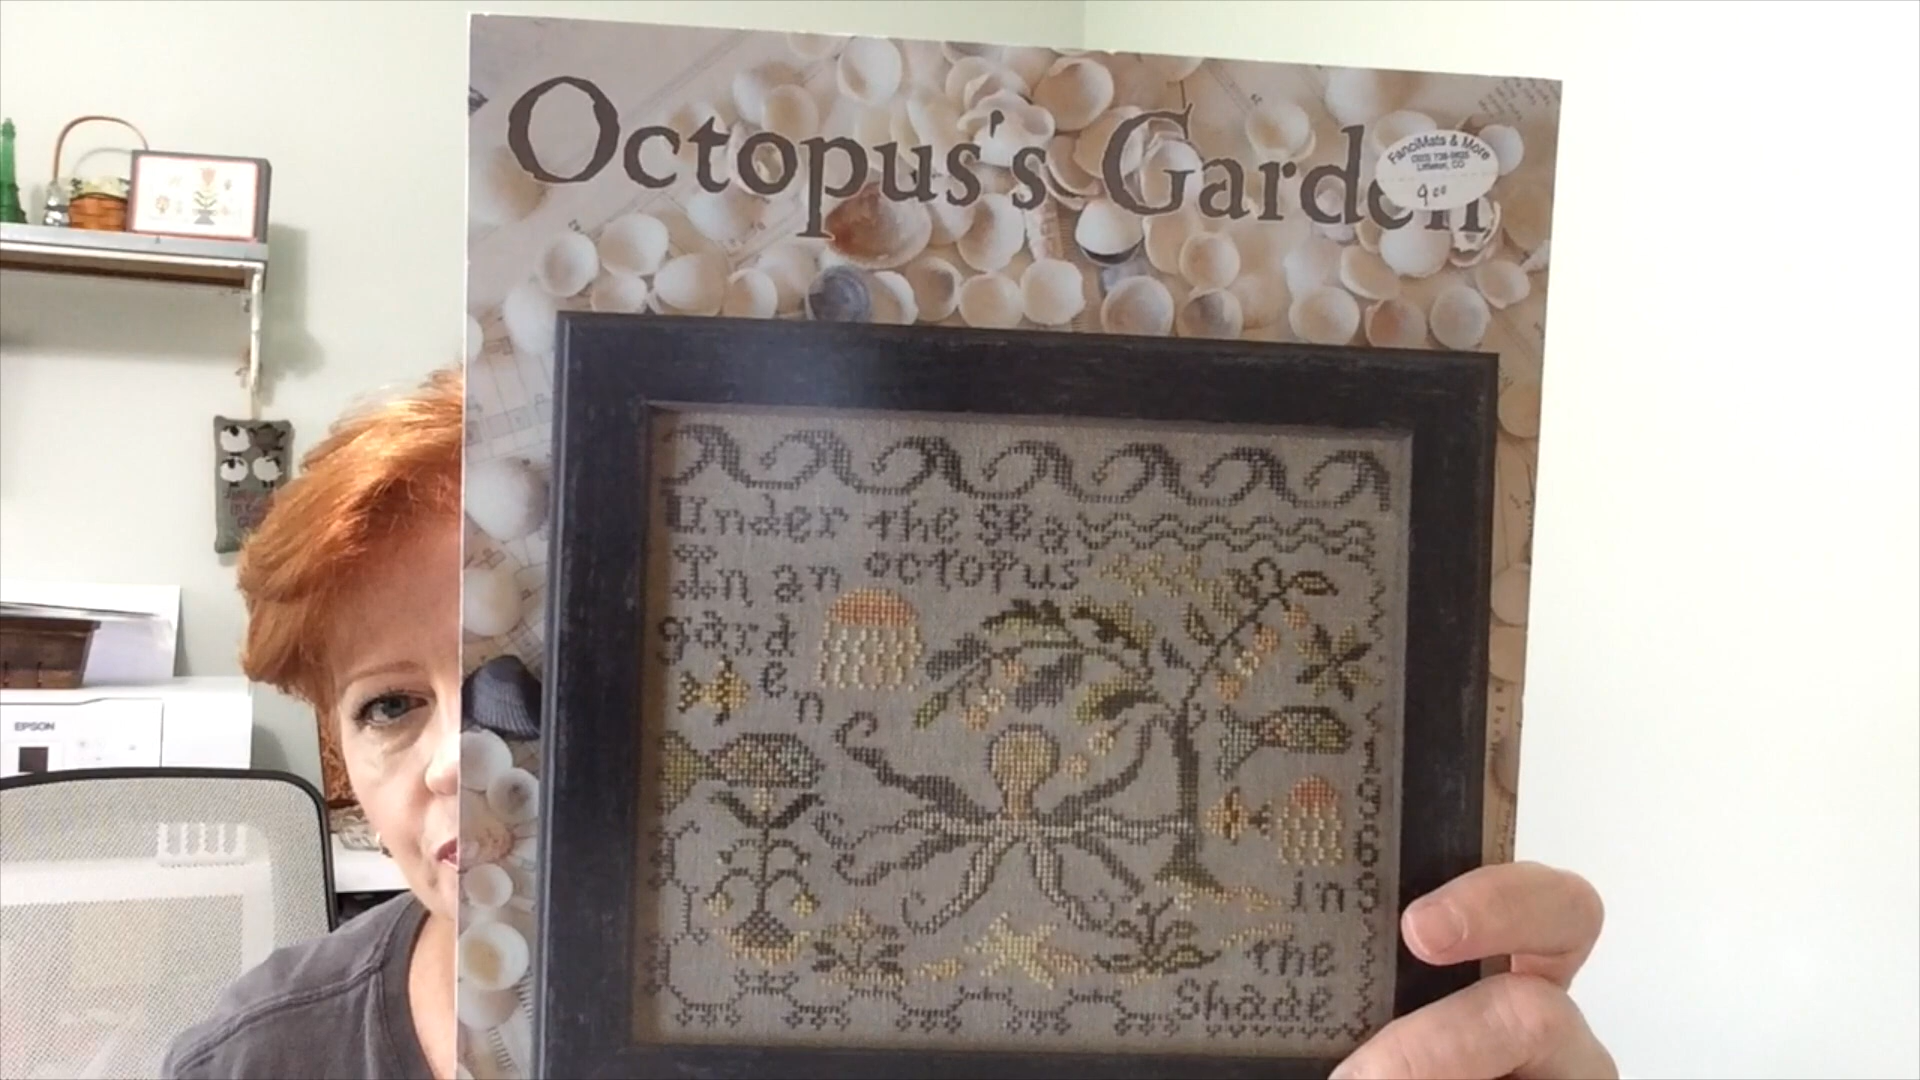 Octopus's Garden
FanciMats & More
Littleton, CO
9.00
Under the sea
In an octopus'
gard
en
1969
in
the
Shade
EPSON